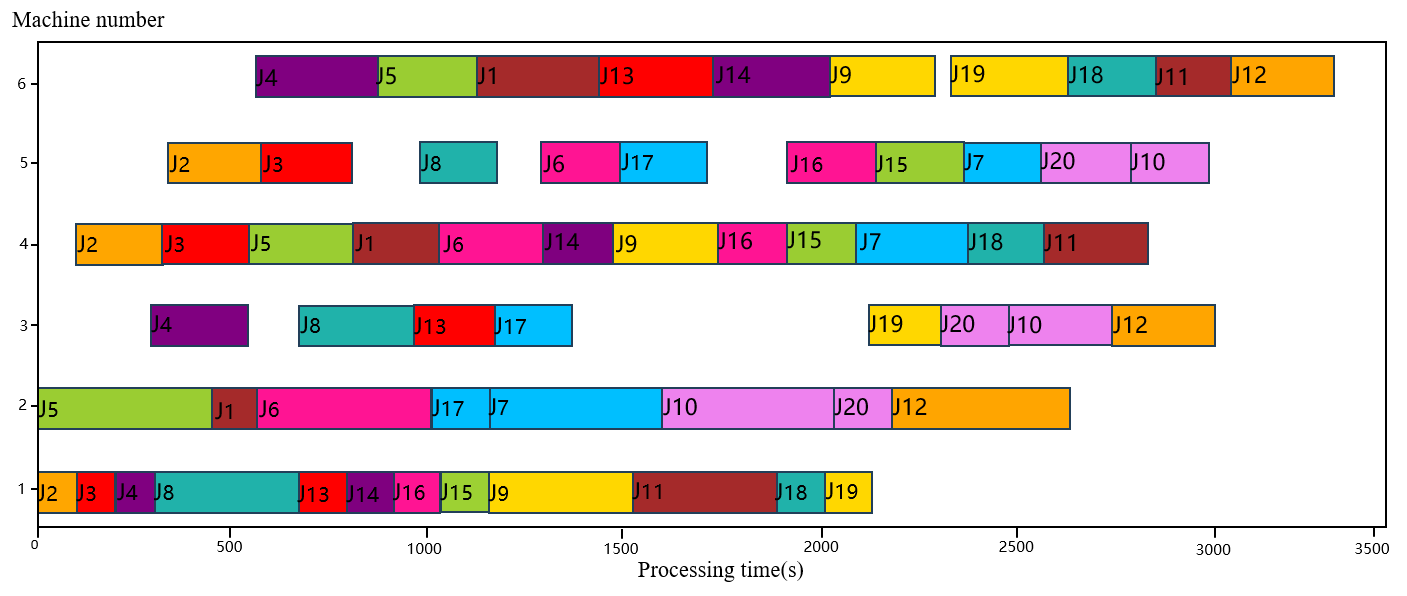 Machine number
6 J4 J5 J1 J13 J14 J9 J19 J18 J11 J12
5 J2 J3 J8 J6 J17 J16 J15 J7 J20 J10
4 J2 J3 J5 J1 J6 J14 J9 J16 J15 J7 J18 J11
3 J4 J8 J13 J17 J19 J20 J10 J12
2 J5 J1 J6 J17 J7 J10 J20 J12
1 J2 J3 J4 J8 J13 J14 J16 J15 J9 J11 J18 J19
0 500 1000 1500 2000 2500 3000 3500
Processing time(s)